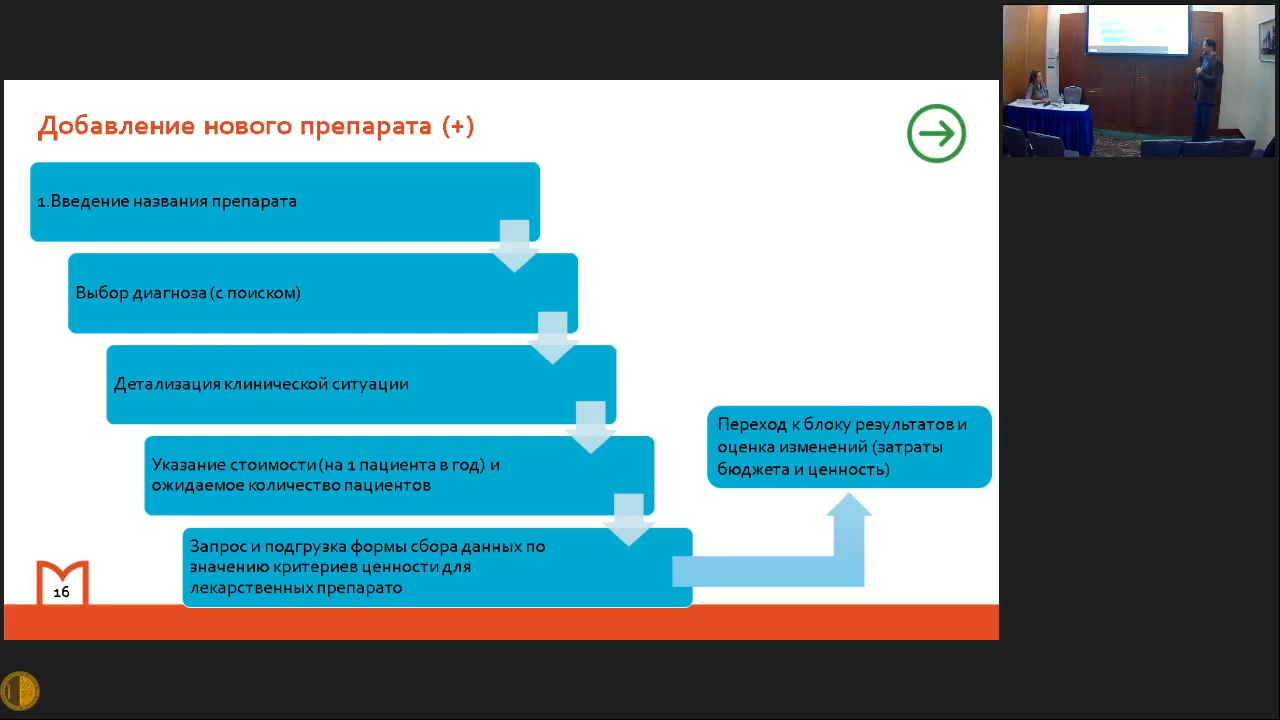 Добавление нового препарата (+)
1.Введение названия препарата
Выбор диагноза (с поиском)
Детализация клинической ситуации
Указание стоимости (на 1 пациента в год) и
ожидаемое количество пациентов
Запрос и подгрузка формы сбора данных по
значению критериев ценности для
лекарственных препарато
Переход к блоку результатов и
оценка изменений (затраты
бюджета и ценность)
16